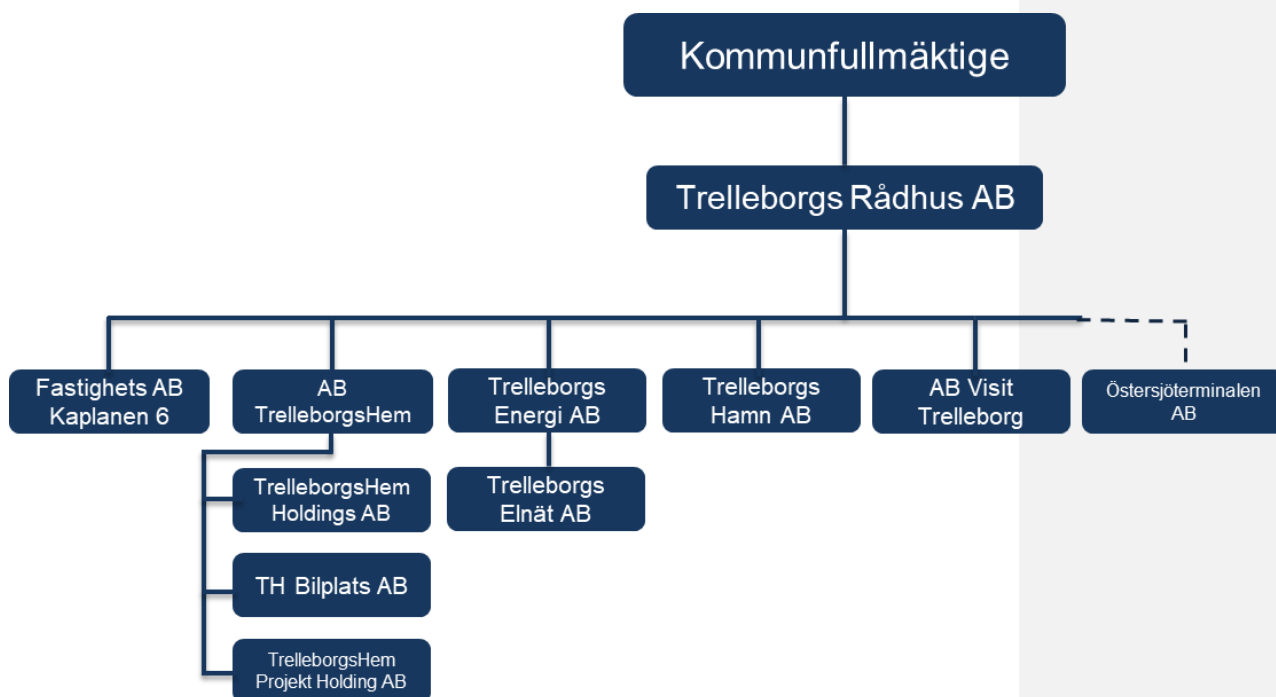 Kommunfullmäktige
Trelleborgs Rådhus AB
Fastighets AB
Kaplanen 6
AB
TrelleborgsHem
Trelleborgs
Energi AB
Trelleborgs
Hamn AB
AB Visit
Trelleborg
Östersjöterminalen
AB
TrelleborgsHem
Holdings AB
Trelleborgs
Elnät AB
TH Bilplats AB
TrelleborgsHem
Projekt Holding AB